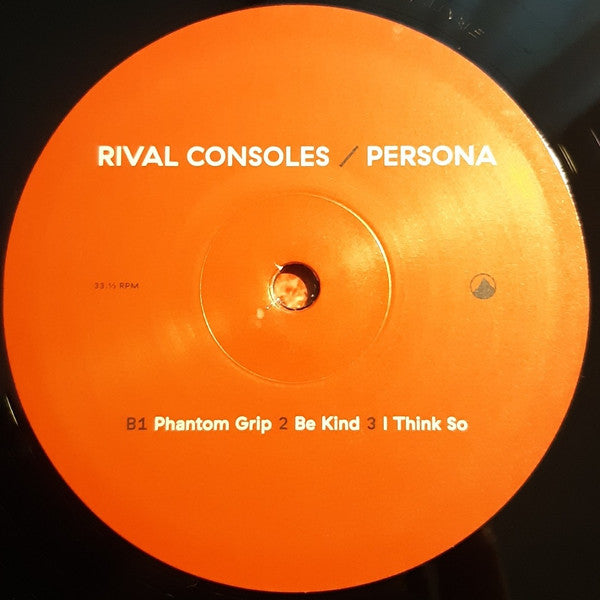 RIVAL CONSOLES / PERSONA
33.⅓ RPM
B1 Phantom Grip 2 Be Kind 3 I Think So